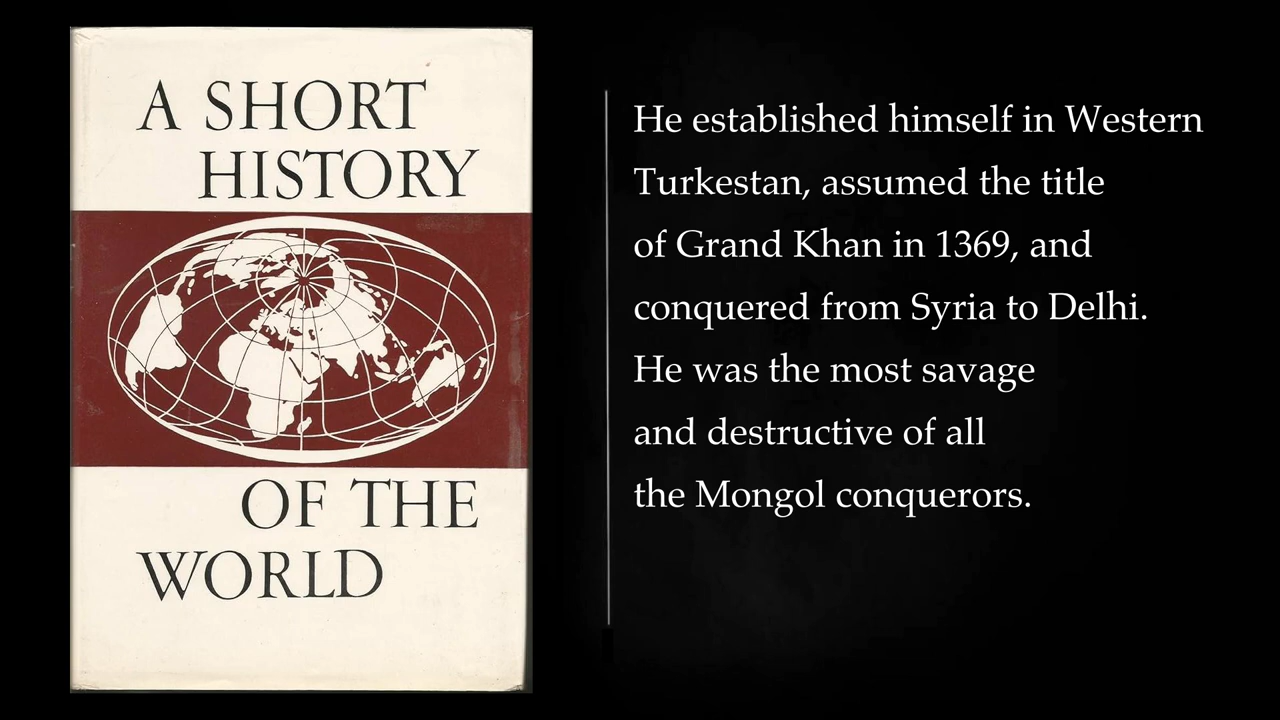 A SHORT
HISTORY
OF THE
WORLD
He established himself in Western
Turkestan, assumed the title
of Grand Khan in 1369, and
conquered from Syria to Delhi.
He was the most savage
and destructive of all
the Mongol conquerors.